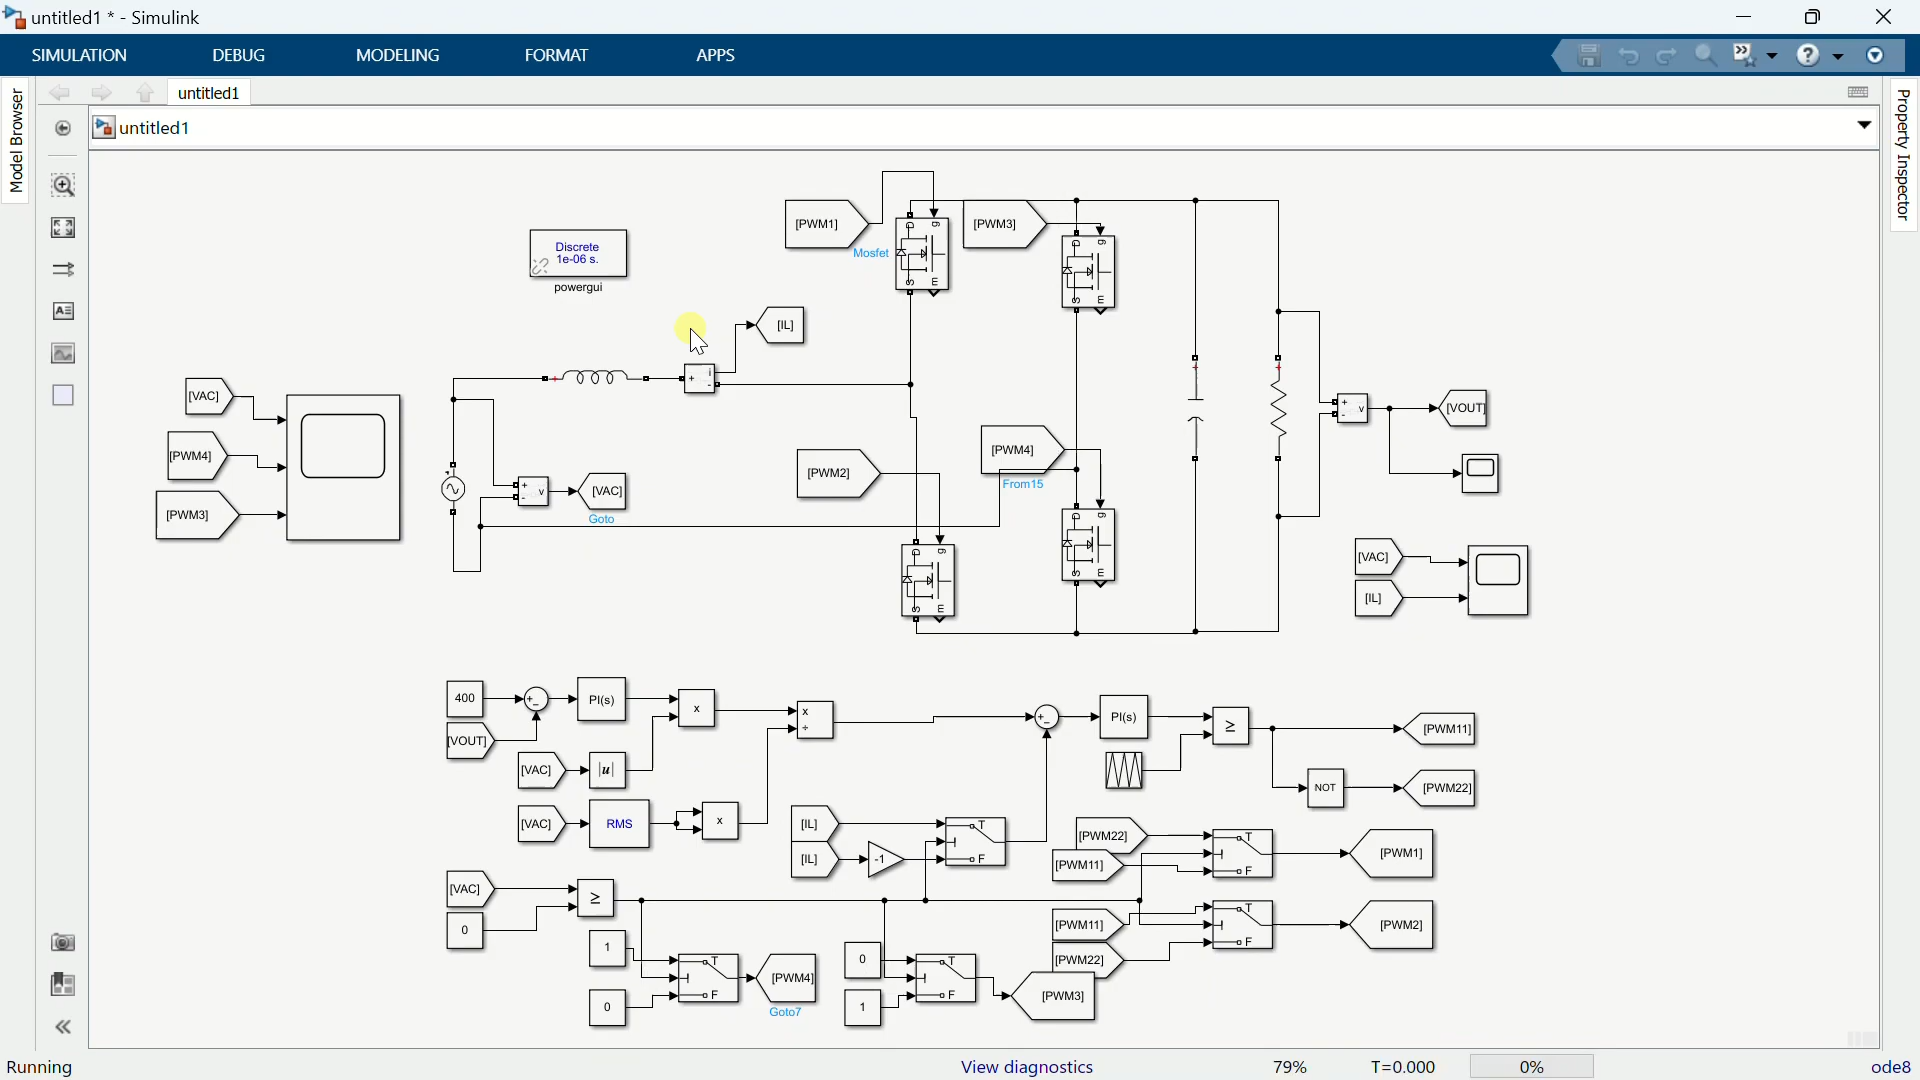 untitled1 * - Simulink
SIMULATION
DEBUG
MODELING
FORMAT
APPS
untitled1
Model Browser
Property Inspector
untitled1
[PWM1]
Mosfet
[PWM3]
D g
S m
D g
S m
Discrete
1e-06 s.
powergui
[IL]
+ i
-
[VAC]
[PWM4]
[PWM3]
+ v
-
[VAC]
Goto
[PWM2]
[PWM4]
From15
D g
S m
D g
S m
+ v
-
[VOUT]
[VAC]
[IL]
400
PI(s)
x
x
÷
PI(s)
≥
[PWM11]
[VOUT]
[VAC]
|u|
NOT
[PWM22]
[VAC]
RMS
x
[IL]
[IL]
-1
T
F
[PWM22]
[PWM11]
T
F
[PWM1]
[VAC]
0
≥
[PWM11]
[PWM22]
T
F
[PWM2]
1
0
T
F
[PWM4]
Goto7
0
1
T
F
[PWM3]
Running
View diagnostics
79%
T=0.000
0%
ode8